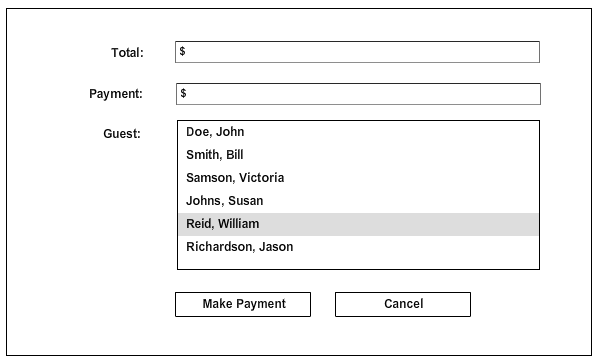 Total: $
Payment: $
Guest: Doe, John
Smith, Bill
Samson, Victoria
Johns, Susan
Reid, William
Richardson, Jason
Make Payment Cancel